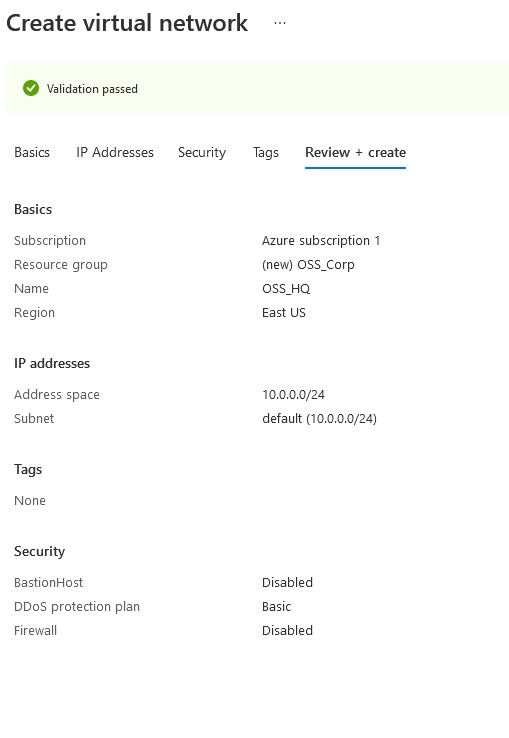 Create virtual network ...
Validation passed
Basics IP Addresses Security Tags Review + create
Basics
Subscription Azure subscription 1
Resource group (new) OSS_Corp
Name OSS_HQ
Region East US
IP addresses
Address space 10.0.0.0/24
Subnet default (10.0.0.0/24)
Tags
None
Security
BastionHost Disabled
DDoS protection plan Basic
Firewall Disabled